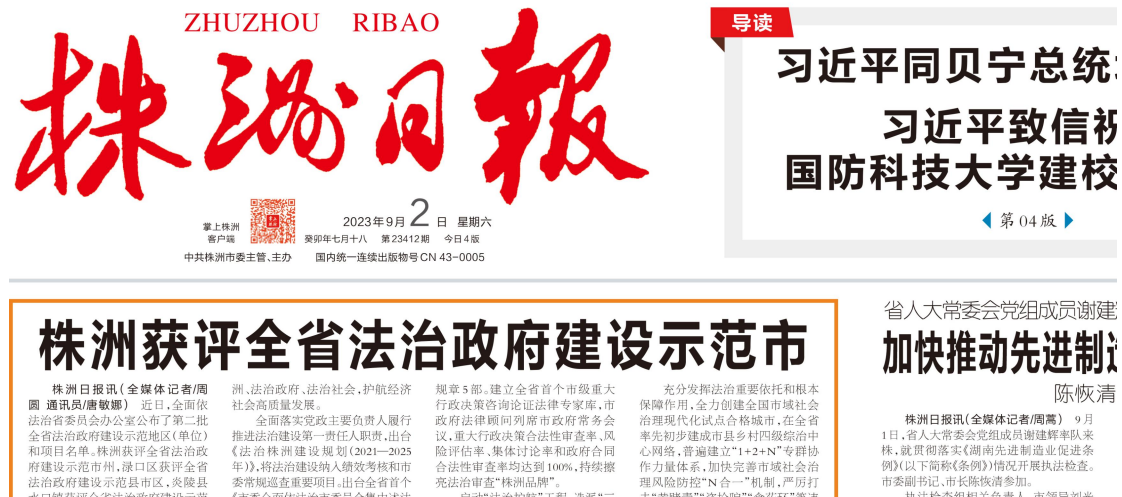 ZHUZHOU RIBAO
株洲日報
掌上株洲
客户端
2023年9月2日 星期六
癸卯年七月十八 第23412期 今日4版
中共株洲市委主管、主办 国内统一连续出版物号CN 43-0005
导读
习近平同贝宁总统
习近平致信祝
国防科技大学建校
第04版
株洲获评全省法治政府建设示范市
株洲日报讯(全媒体记者/周
圆 通讯员/唐敏娜) 近日,全面依
法治省委员会办公室公布了第二批
全省法治政府建设示范地区(单位)
和项目名单。株洲获评全省法治政
府建设示范市州,渌口区获评全省
法治政府建设示范县市区,炎陵县
洲、法治政府、法治社会,护航经济
社会高质量发展。
全面落实党政主要负责人履行
推进法治建设第一责任人职责,出台
《法治株洲建设规划(2021—2025
年)》,将法治建设纳入绩效考核和市
委常规巡查重要项目。出台全省首个
规章5部。建立全省首个市级重大
行政决策咨询论证法律专家库,市
政府法律顾问列席市政府常务会
议,重大行政决策合法性审查率、风
险评估率、集体讨论率和政府合同
合法性审查率均达到100%,持续擦
亮法治审查“株洲品牌”。
充分发挥法治重要依托和根本
保障作用,全力创建全国市域社会
治理现代化试点合格城市,在全省
率先初步建成市县乡村四级综治中
心网络,普遍建立“1+2+N”专群协
作力量体系,加快完善市域社会治
理风险防控“N合一”机制,严厉打
省人大常委会党组成员谢建
加快推动先进制造
陈恢清
株洲日报讯(全媒体记者/周蒿) 9月
1日,省人大常委会党组成员谢建辉率队来
株,就贯彻落实《湖南先进制造业促进条
例》(以下简称《条例》)情况开展执法检查。
市委副书记、市长陈恢清参加。